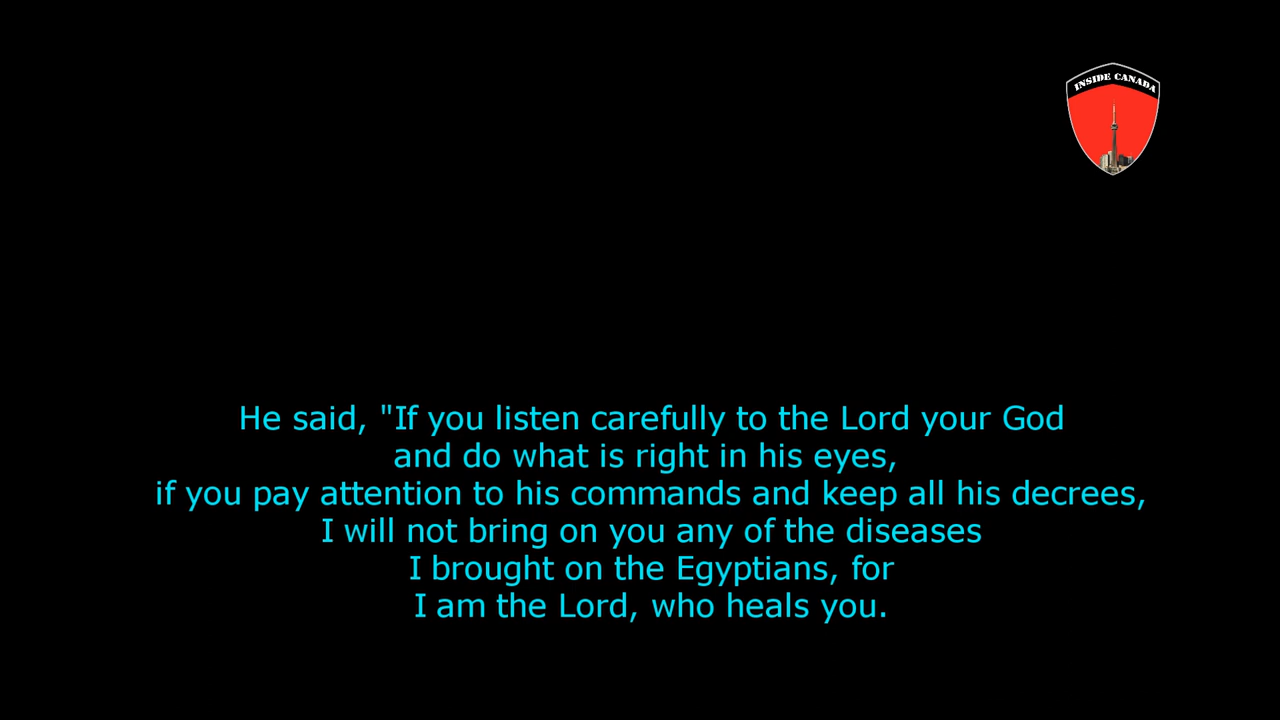 INSIDE CANADA
He said, "If you listen carefully to the Lord your God
and do what is right in his eyes,
if you pay attention to his commands and keep all his decrees,
I will not bring on you any of the diseases
I brought on the Egyptians, for
I am the Lord, who heals you.